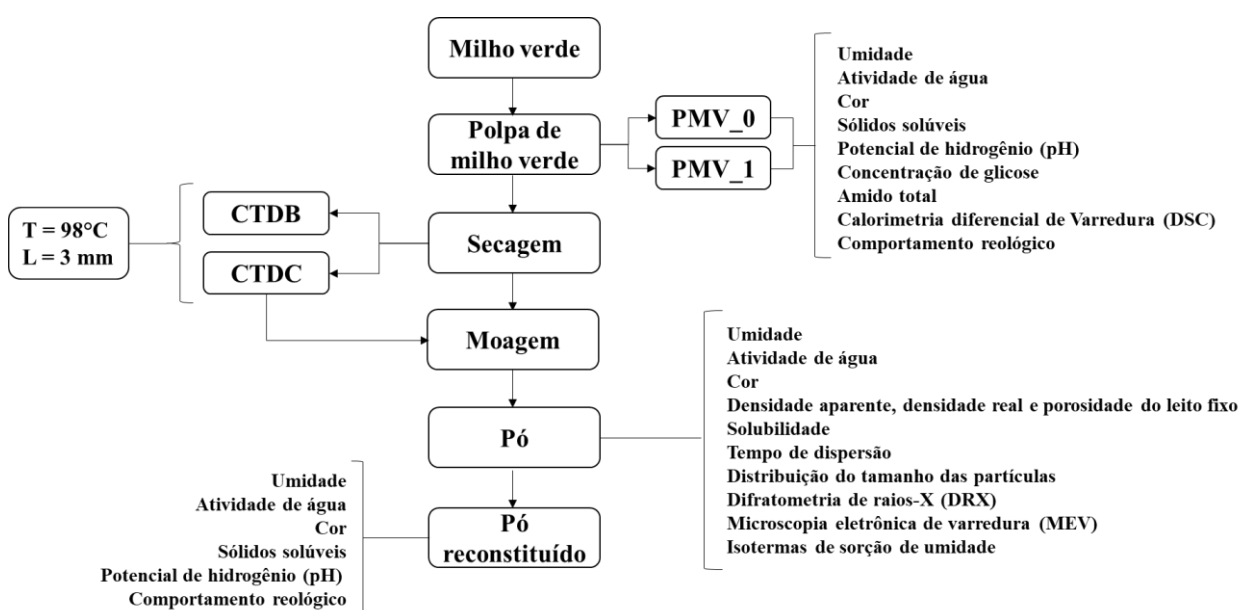 Milho verde
Polpa de
milho verde
PMV_0
PMV_1
Umidade
Atividade de água
Cor
Sólidos solúveis
Potencial de hidrogênio (pH)
Concentração de glicose
Amido total
Calorimetria diferencial de Varredura (DSC)
Comportamento reológico
T = 98°C
L = 3 mm
CTDB
CTDC
Secagem
Moagem
Pó
Umidade
Atividade de água
Cor
Densidade aparente, densidade real e porosidade do leito fixo
Solubilidade
Tempo de dispersão
Distribuição do tamanho das partículas
Difratometria de raios-X (DRX)
Microscopia eletrônica de varredura (MEV)
Isotermas de sorção de umidade
Pó
reconstituído
Umidade
Atividade de água
Cor
Sólidos solúveis
Potencial de hidrogênio (pH)
Comportamento reológico